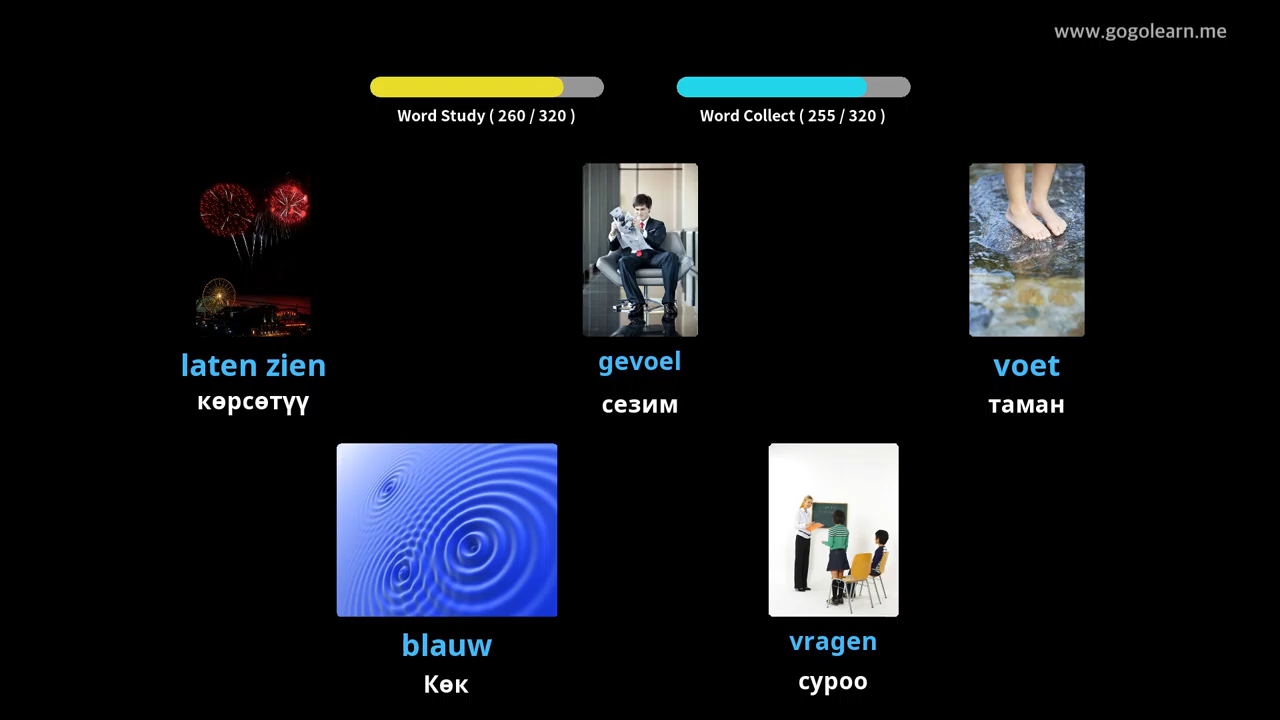 www.gogolearn.me
Word Study ( 260 / 320 )
Word Collect ( 255 / 320 )
laten zien
көрсөтүү
gevoel
сезим
voet
таман
blauw
Көк
vragen
суроо